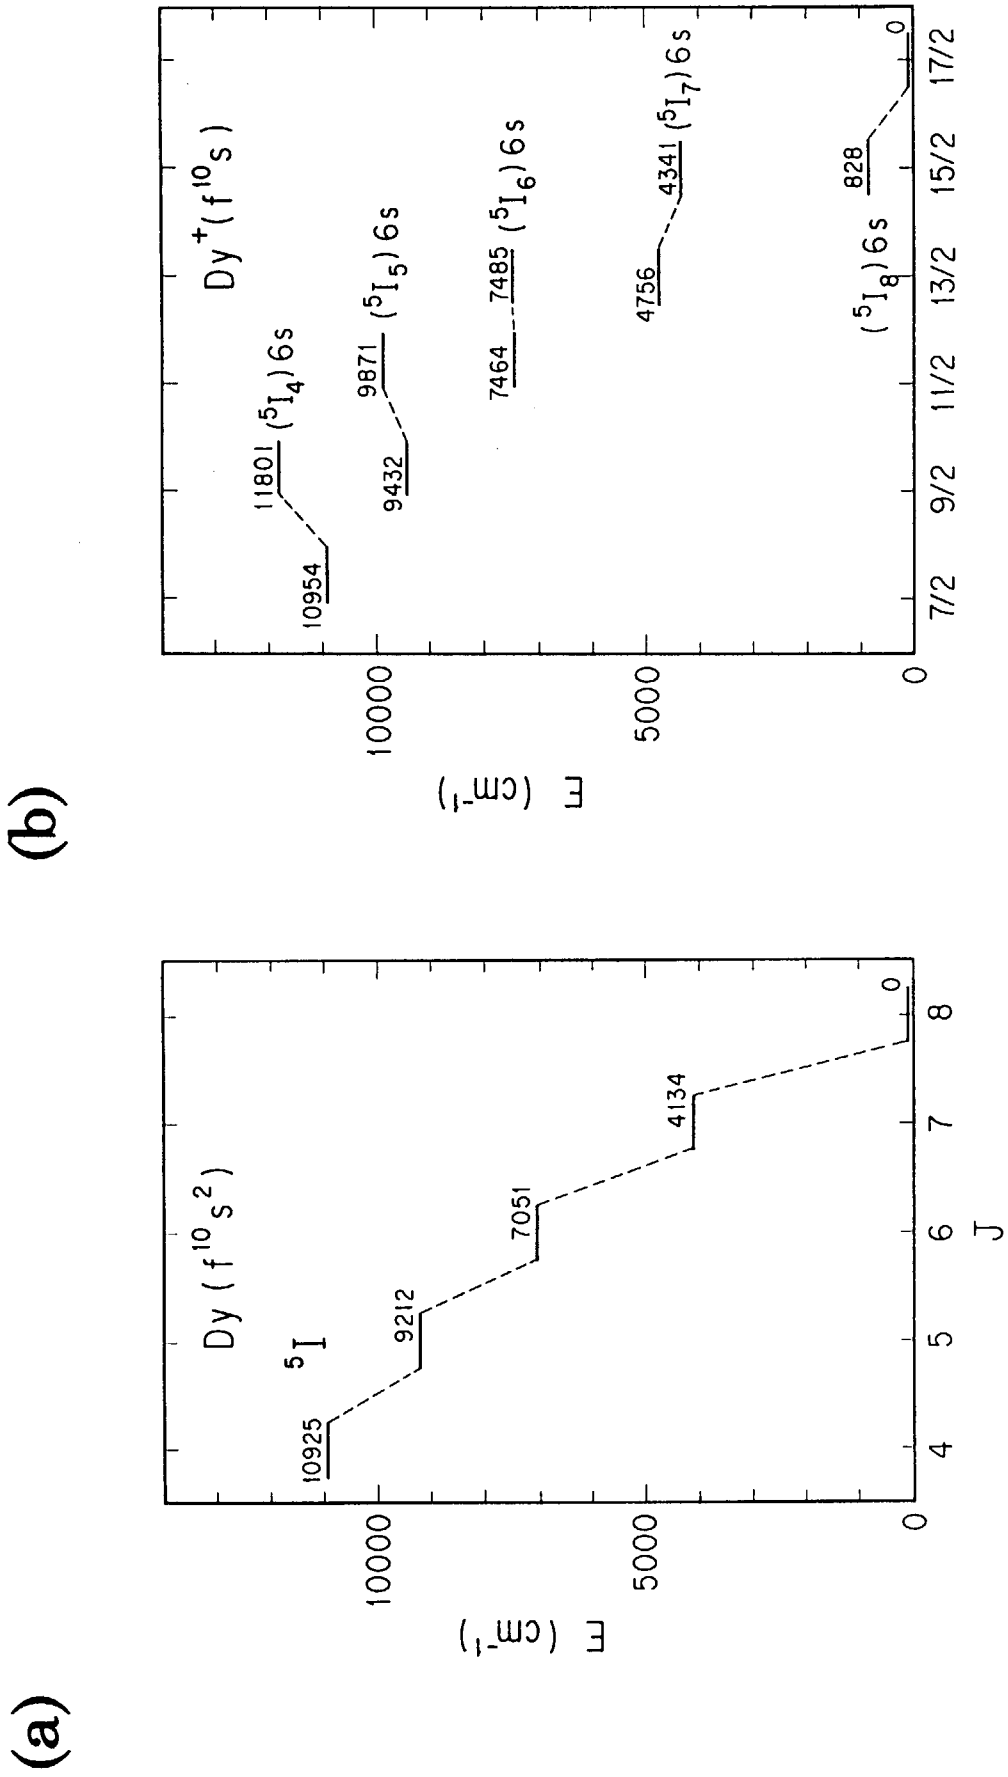 (a)
Dy (f¹⁰s²)
⁵I
10925
9212
7051
4134
0
10000
5000
0
E (cm⁻¹)
4 5 6 7 8
J
(b)
Dy⁺(f¹⁰s)
11801 (⁵I₄)6s
10954
9871 (⁵I₅)6s
9432
7464 7485 (⁵I₆)6s
4756
4341 (⁵I₇)6s
828
(⁵I₈)6s
0
10000
5000
0
E (cm⁻¹)
7/2 9/2 11/2 13/2 15/2 17/2